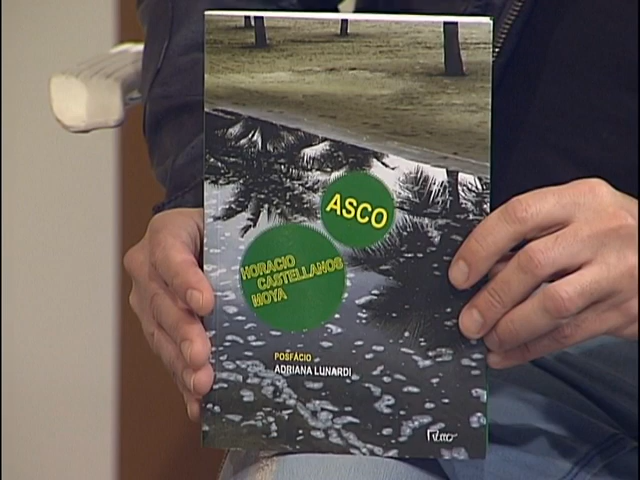 ASCO
HORACIO
CASTELLANOS
MOYA
POSFÁCIO
ADRIANA LUNARDI